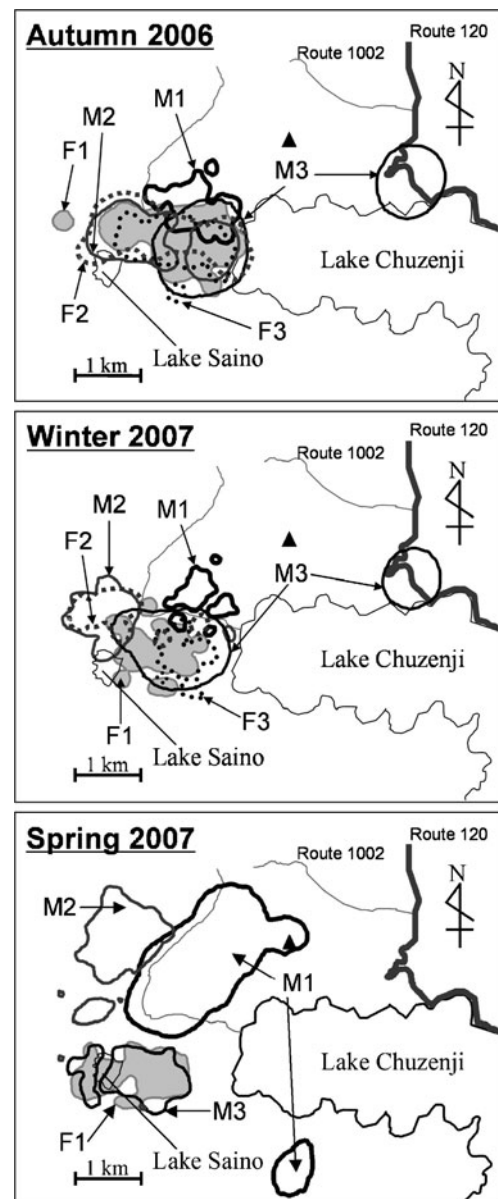 Autumn 2006
Route 120
Route 1002
N
M1
M2
F1
M3
Lake Chuzenji
F2
F3
Lake Saino
1 km
Winter 2007
Route 120
Route 1002
N
M2
M1
F2
M3
Lake Chuzenji
F3
F1
Lake Saino
1 km
Spring 2007
Route 120
Route 1002
N
M2
M1
Lake Chuzenji
M3
F1
Lake Saino
1 km